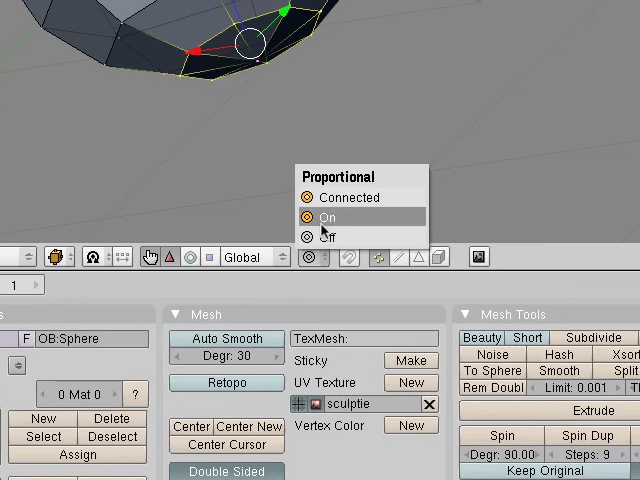 Proportional
Connected
On
Off
Global
1
s
Mesh
Mesh Tools
F OB:Sphere
Auto Smooth
TexMesh:
Beauty Short Subdivide
Degr: 30
Sticky Make
Noise Hash Xsort
To Sphere Smooth Split
Retopo
UV Texture New
Rem Doubl Limit: 0.001
0 Mat 0 ?
sculptie
Extrude
New Delete
Center Center New
Vertex Color New
Select Deselect
Center Cursor
Spin Spin Dup
Assign
Degr: 90.00 Steps: 9
Double Sided
Keep Original